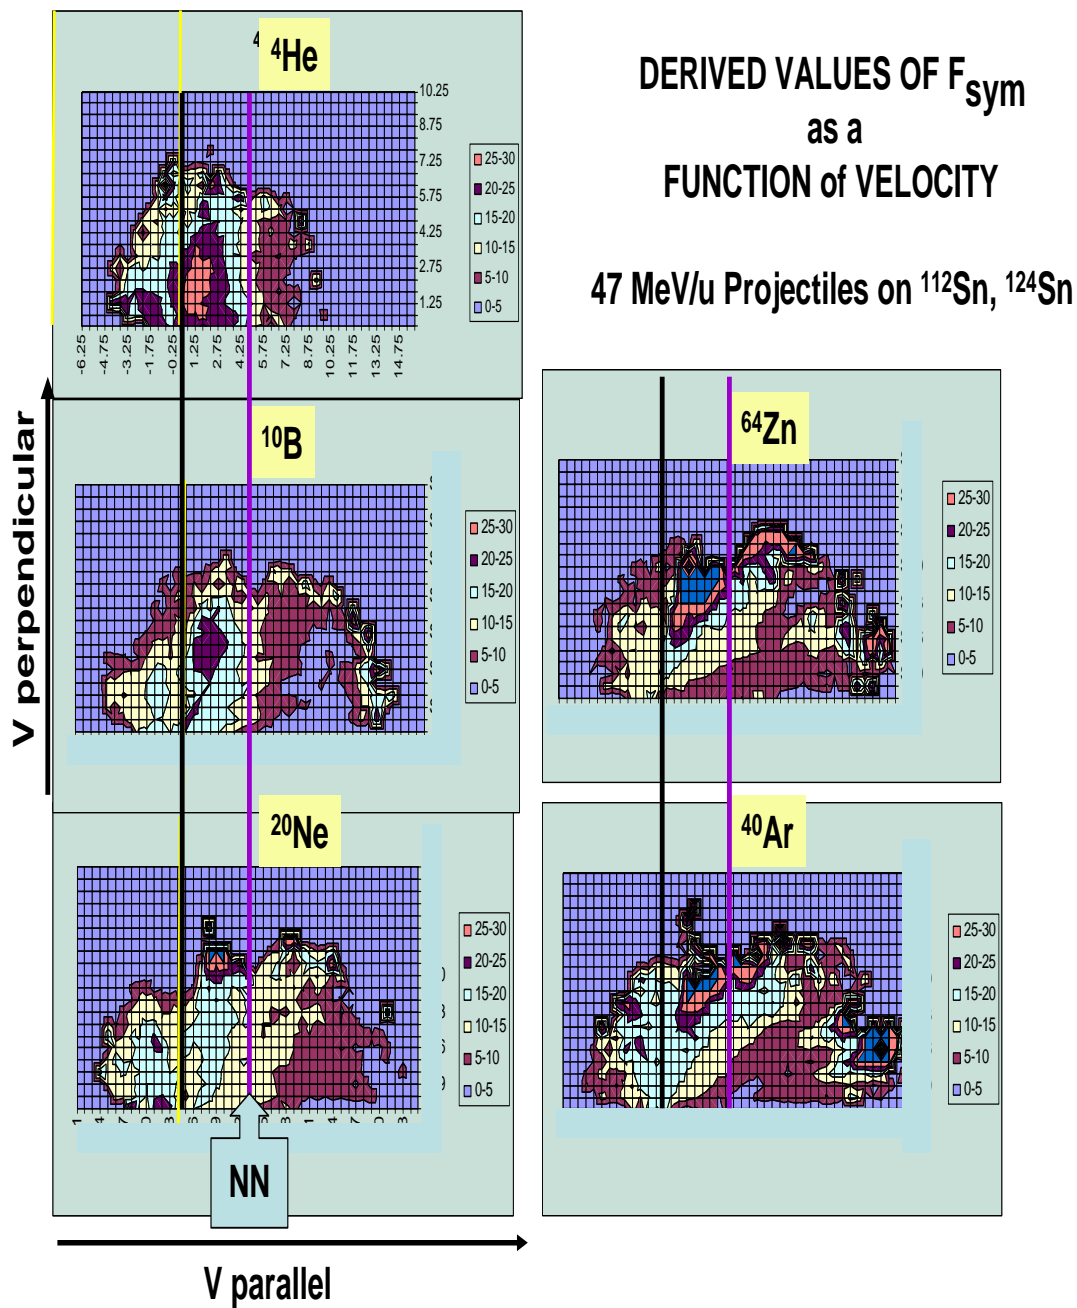 DERIVED VALUES OF Fsym
as a
FUNCTION of VELOCITY
47 MeV/u Projectiles on 112Sn, 124Sn
4He
10.25
8.75
7.25
5.75
4.25
2.75
1.25
-6.25 -4.75 -3.25 -1.75 -0.25 1.25 2.75 4.25 5.75 7.25 8.75 10.25 11.75 13.25 14.75
25-30
20-25
15-20
10-15
5-10
0-5
V perpendicular
10B
25-30
20-25
15-20
10-15
5-10
0-5
64Zn
25-30
20-25
15-20
10-15
5-10
0-5
20Ne
25-30
20-25
15-20
10-15
5-10
0-5
40Ar
25-30
20-25
15-20
10-15
5-10
0-5
NN
V parallel